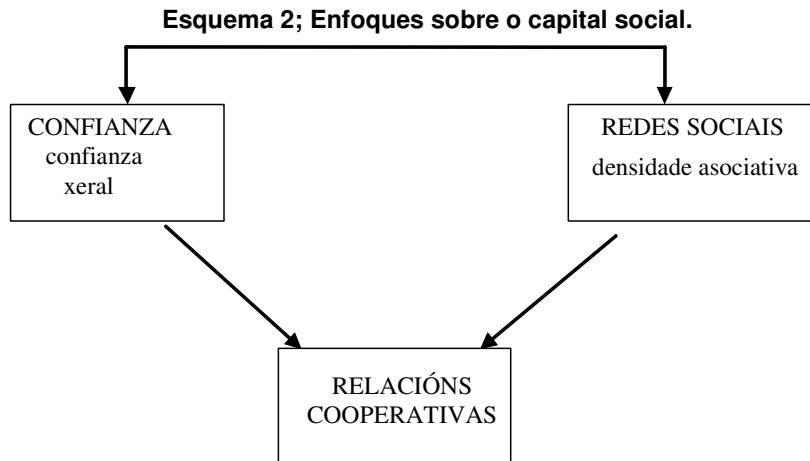 Esquema 2; Enfoques sobre o capital social.
CONFIANZA
confianza
xeral
REDES SOCIAIS
densidade asociativa
RELACIÓNS
COOPERATIVAS